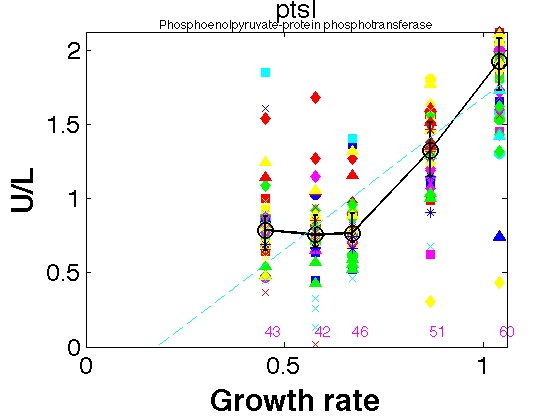 ptsI
Phosphoenolpyruvate-protein phosphotransferase
2
1.5
1
0.5
0
U/L
43 42 46 51 60
0 0.5 1
Growth rate